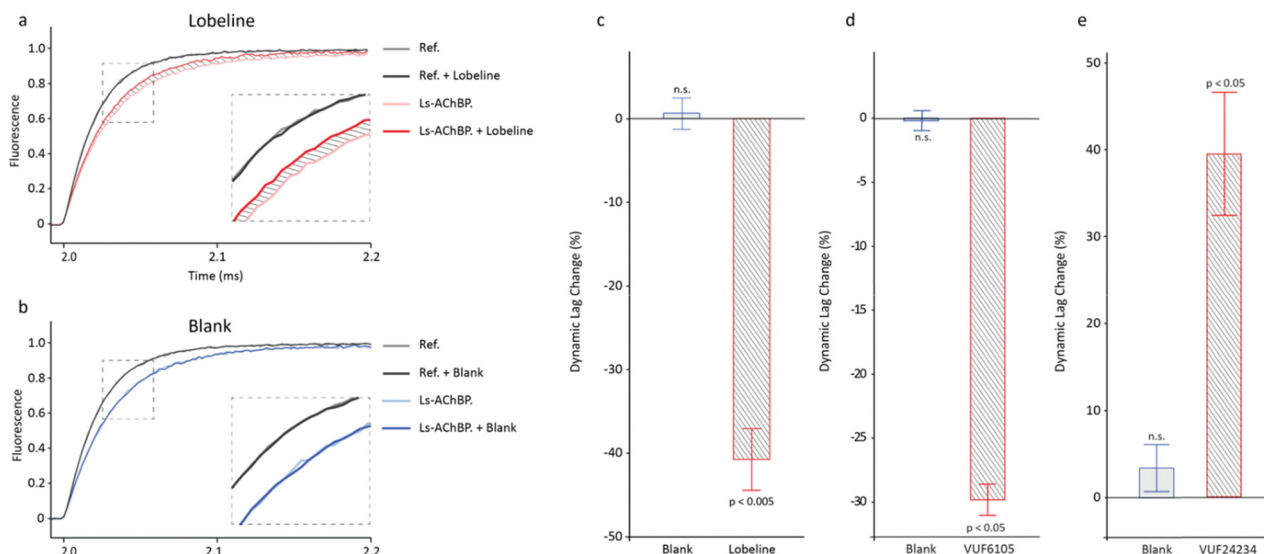 a
Lobeline
1.0
0.8
0.6
0.4
0.2
0
Fluorescence
2.0
2.1
2.2
Time (ms)
Ref.
Ref. + Lobeline
Ls-AChBP.
Ls-AChBP. + Lobeline
b
Blank
1.0
0.8
0.6
0.4
0.2
0
Fluorescence
2.0
2.1
2.2
Time (ms)
Ref.
Ref. + Blank
Ls-AChBP.
Ls-AChBP. + Blank
c
0
-10
-20
-30
-40
-50
Dynamic Lag Change (%)
n.s.
p < 0.005
Blank
Lobeline
d
0
-5
-10
-15
-20
-25
-30
Dynamic Lag Change (%)
n.s.
p < 0.05
Blank
VUF6105
e
50
40
30
20
10
0
Dynamic Lag Change (%)
n.s.
p < 0.05
Blank
VUF24234